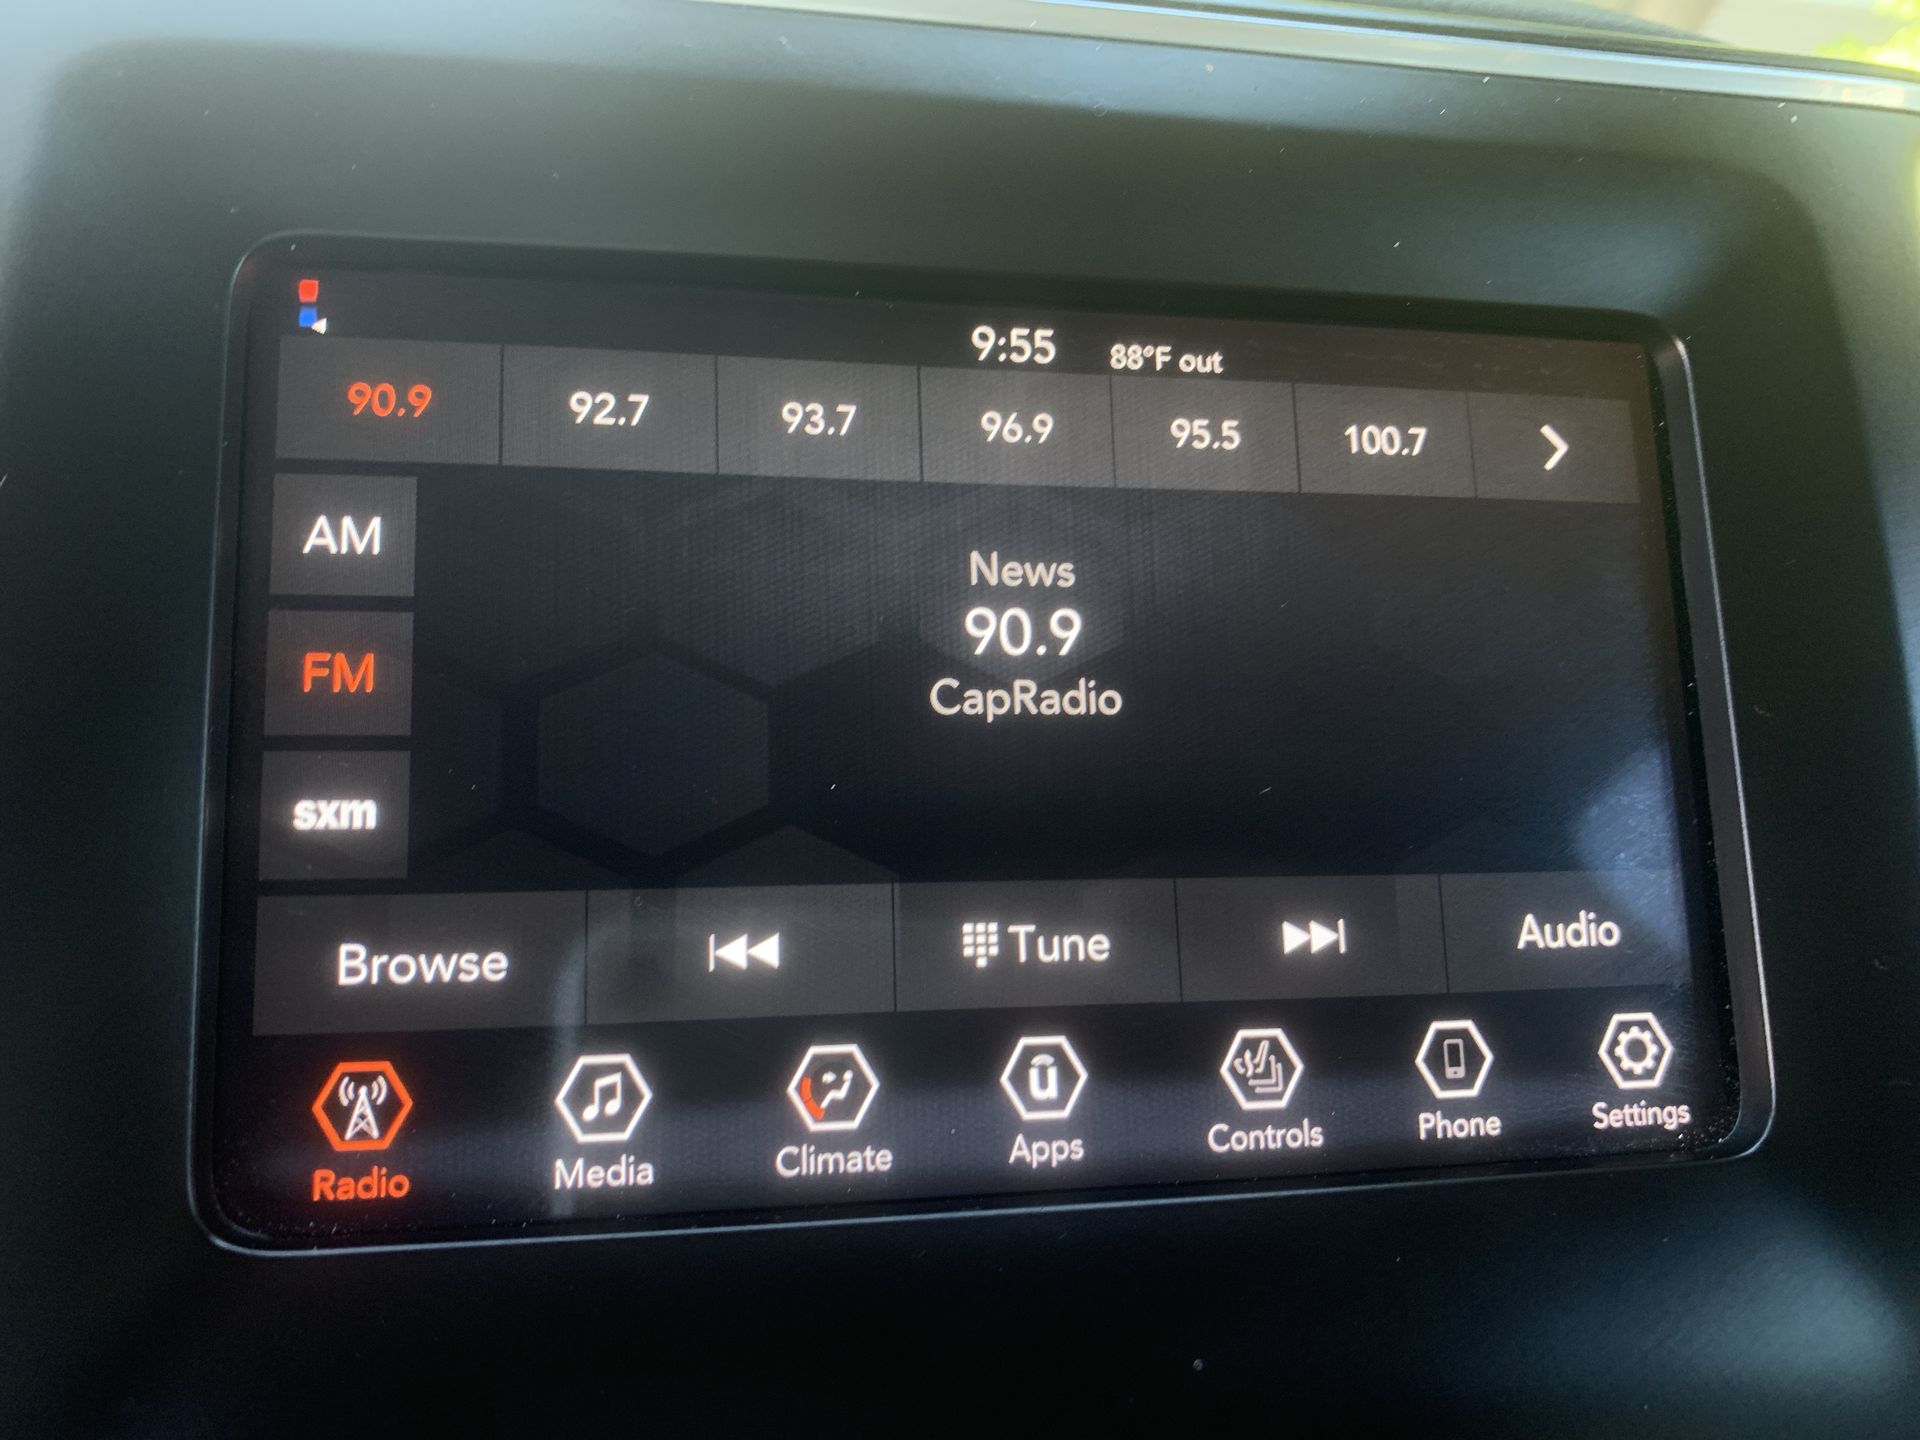 9:55 88°F out
90.9 92.7 93.7 96.9 95.5 100.7
AM
News
90.9
FM
CapRadio
sxm
Browse Tune Audio
Radio Media Climate Apps Controls Phone Settings